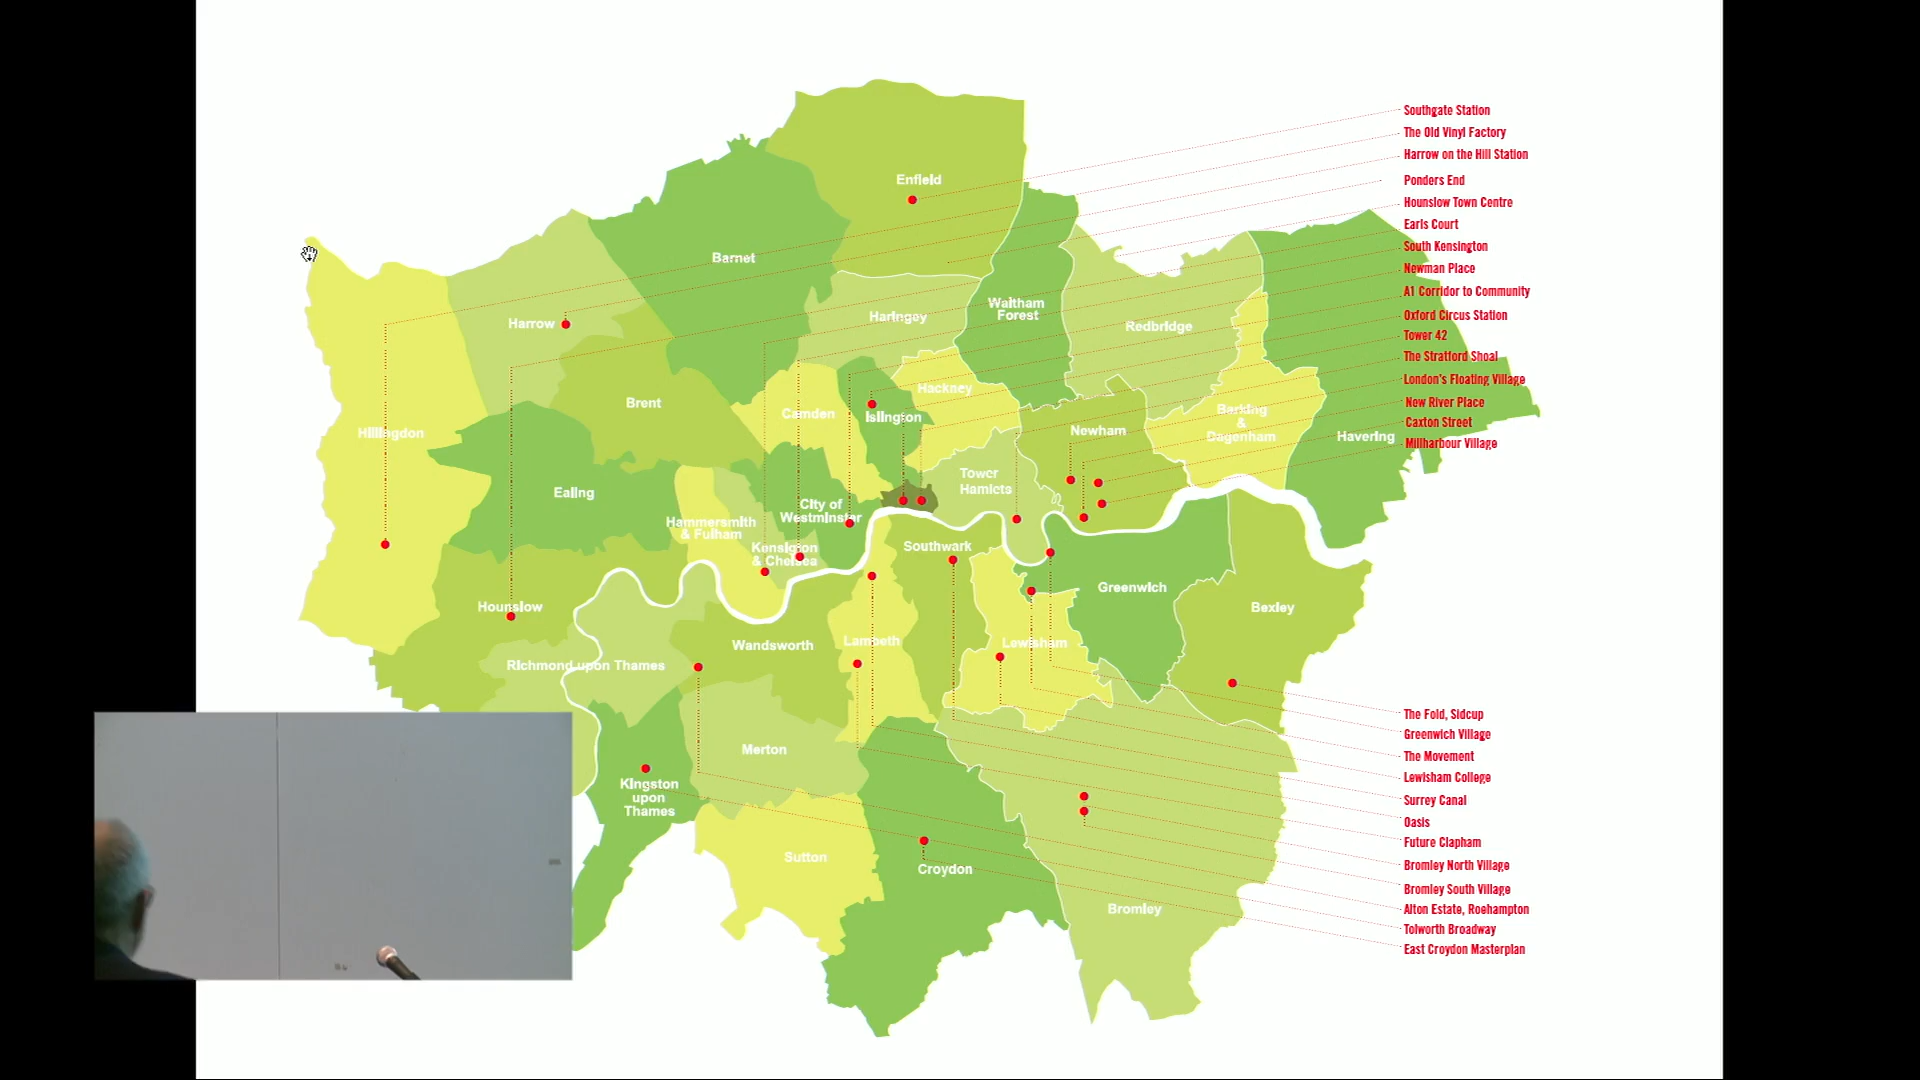 Southgate Station
The Old Vinyl Factory
Harrow on the Hill Station
Ponders End
Hounslow Town Centre
Earls Court
South Kensington
Newman Place
A1 Corridor to Community
Oxford Circus Station
Tower 42
The Stratford Shoal
London's Floating Village
New River Place
Caxton Street
Millharbour Village
Enfield
Barnet
Harrow
Haringey
Waltham
Forest
Redbridge
Hillingdon
Brent
Camden
Islington
Hackney
Newham
Barking
&
Dagenham
Havering
Ealing
Tower
Hamlets
Hammersmith
& Fulham
City of
Westminster
Kensigton
& Chelsea
Southwark
Greenwich
Bexley
Hounslow
Richmond upon Thames
Wandsworth
Lambeth
Lewisham
Merton
Kingston
upon
Thames
Sutton
Croydon
Bromley
The Fold, Sidcup
Greenwich Village
The Movement
Lewisham College
Surrey Canal
Oasis
Future Clapham
Bromley North Village
Bromley South Village
Alton Estate, Roehampton
Tolworth Broadway
East Croydon Masterplan